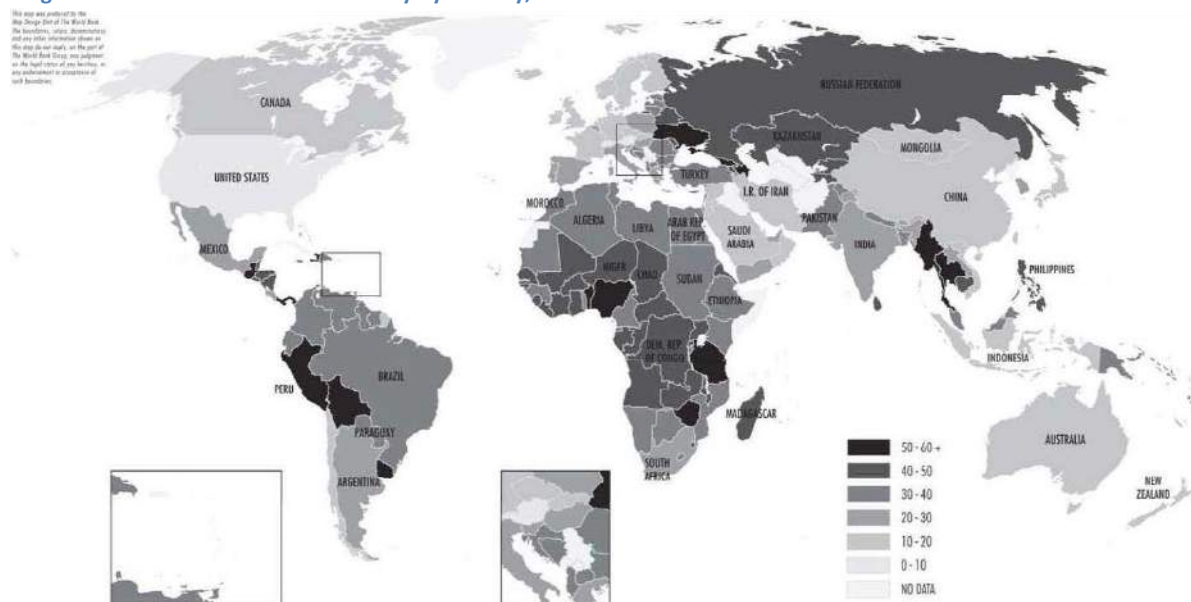 This map was produced by the
Map Design Unit of The World Bank.
The boundaries, colors, denominations
and any other information shown on
this map do not imply, on the part of
The World Bank Group, any judgment
on the legal status of any territory, or
any endorsement or acceptance of
such boundaries.
CANADA
UNITED STATES
MEXICO
PERU
BRAZIL
PARAGUAY
ARGENTINA
RUSSIAN FEDERATION
KAZAKHSTAN
MONGOLIA
CHINA
TURKEY
I.R. OF IRAN
PAKISTAN
INDIA
MOROCCO
ALGERIA
LIBYA
ARAB REP.
OF EGYPT
SAUDI
ARABIA
NIGER
CHAD
SUDAN
ETHIOPIA
DEM. REP.
OF CONGO
MADAGASCAR
SOUTH
AFRICA
PHILIPPINES
INDONESIA
AUSTRALIA
NEW
ZEALAND
50 - 60 +
40 - 50
30 - 40
20 - 30
10 - 20
0 - 10
NO DATA